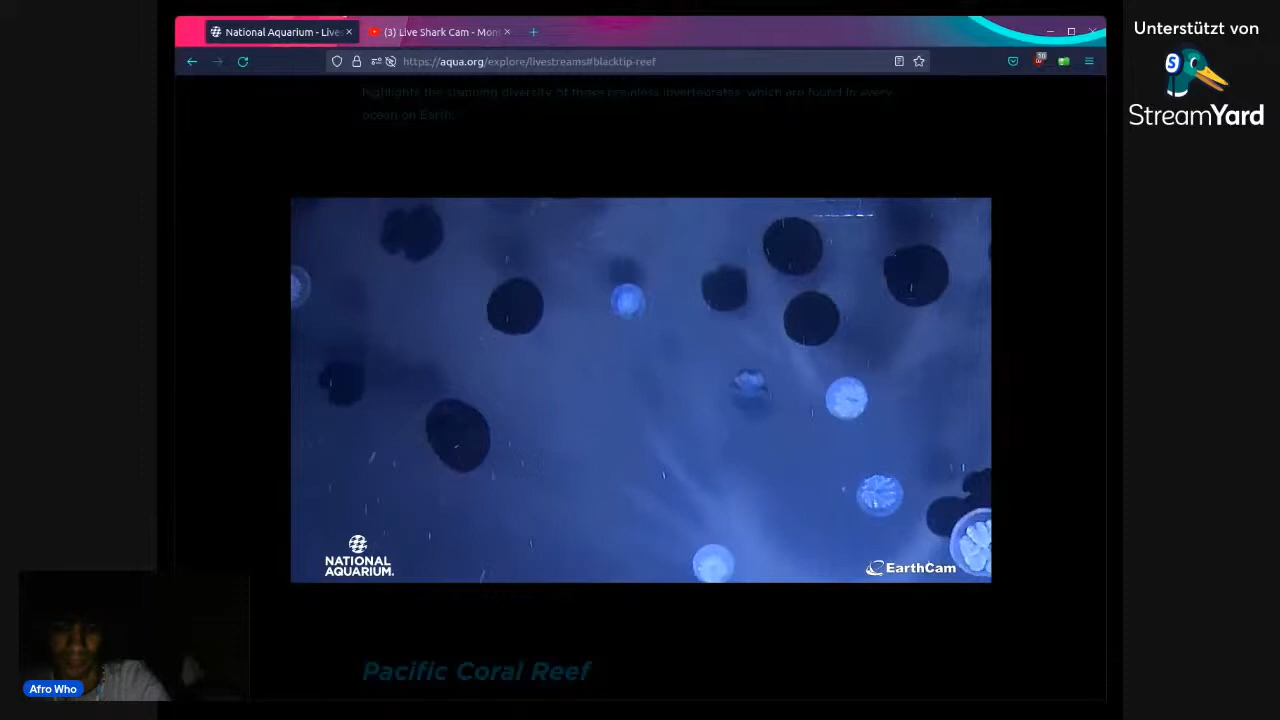 Unterstützt von
StreamYard
National Aquarium - Live
(3) Live Shark Cam - Mon
https://aqua.org/explore/livestreams#blacktip-reef
highlights the stunning diversity of these spineless invertebrates, which are found in every
ocean on Earth.
NATIONAL
AQUARIUM.
EarthCam
Pacific Coral Reef
Afro Who